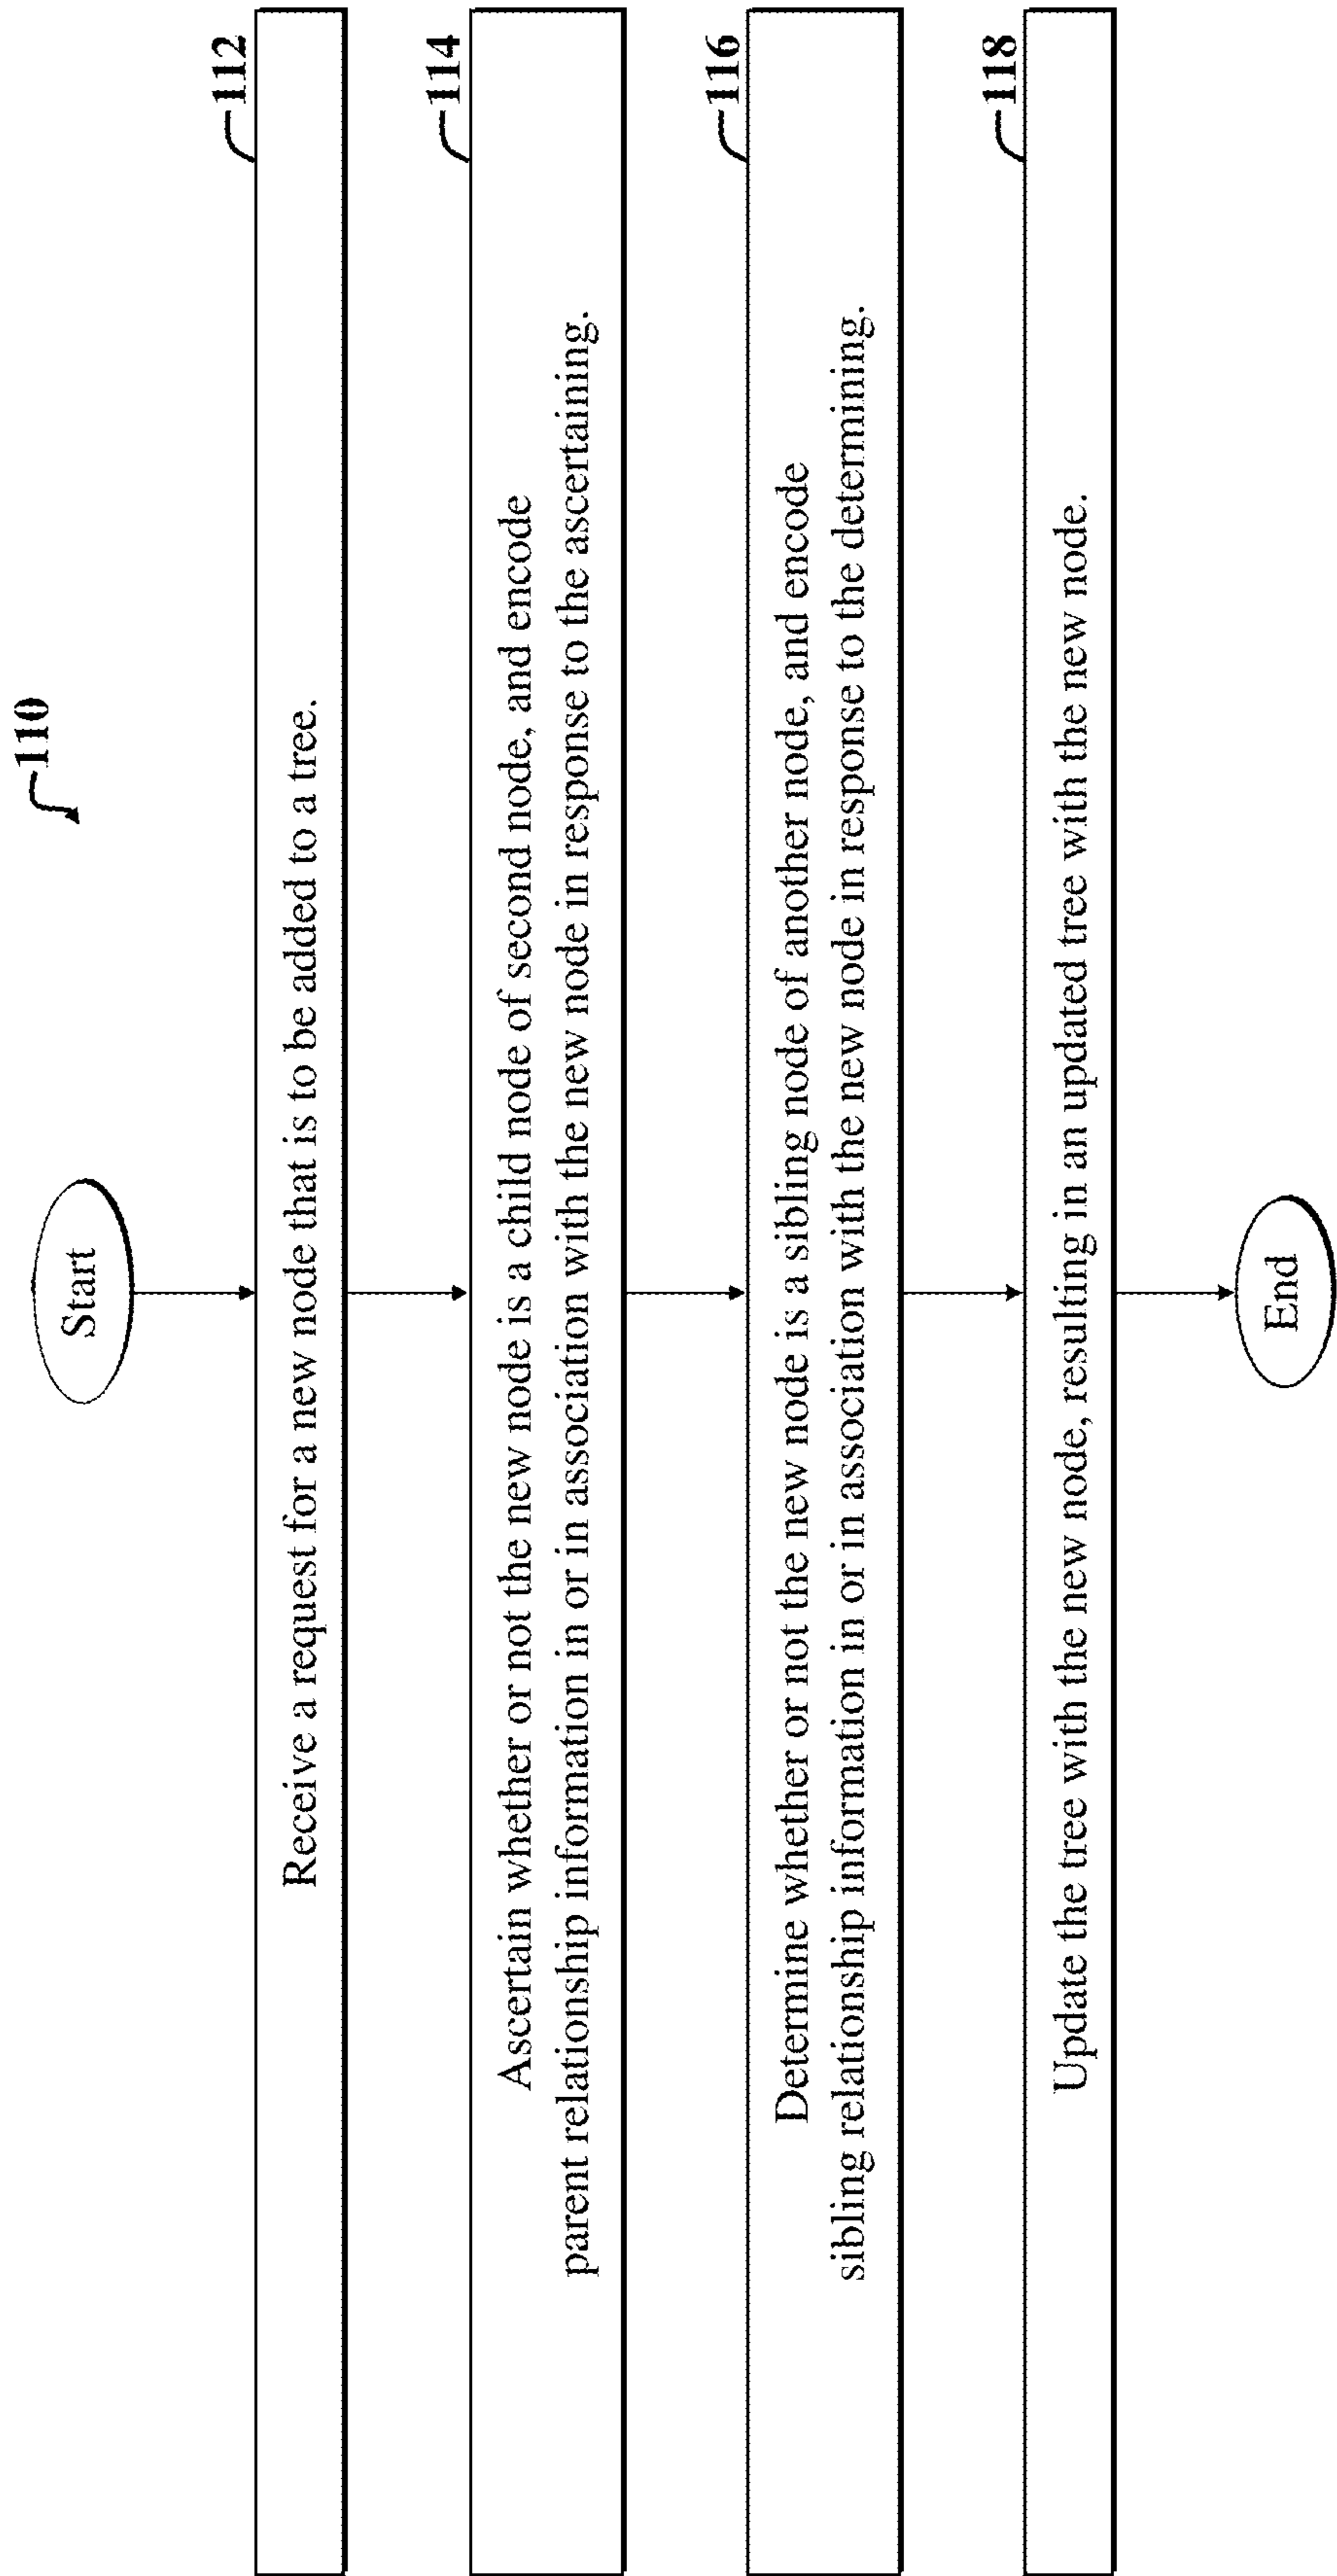 110
Start
112
Receive a request for a new node that is to be added to a tree.
114
Ascertain whether or not the new node is a child node of second node, and encode
parent relationship information in or in association with the new node in response to the ascertaining.
116
Determine whether or not the new node is a sibling node of another node, and encode
sibling relationship information in or in association with the new node in response to the determining.
118
Update the tree with the new node, resulting in an updated tree with the new node.
End